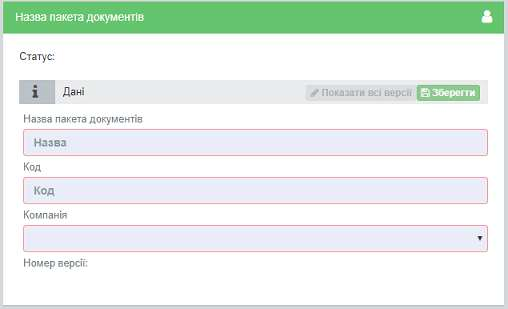 Назва пакета документів
Статус:
Дані
Показати всі версії
Зберегти
Назва пакета документів
Назва
Код
Код
Компанія
Номер версії: